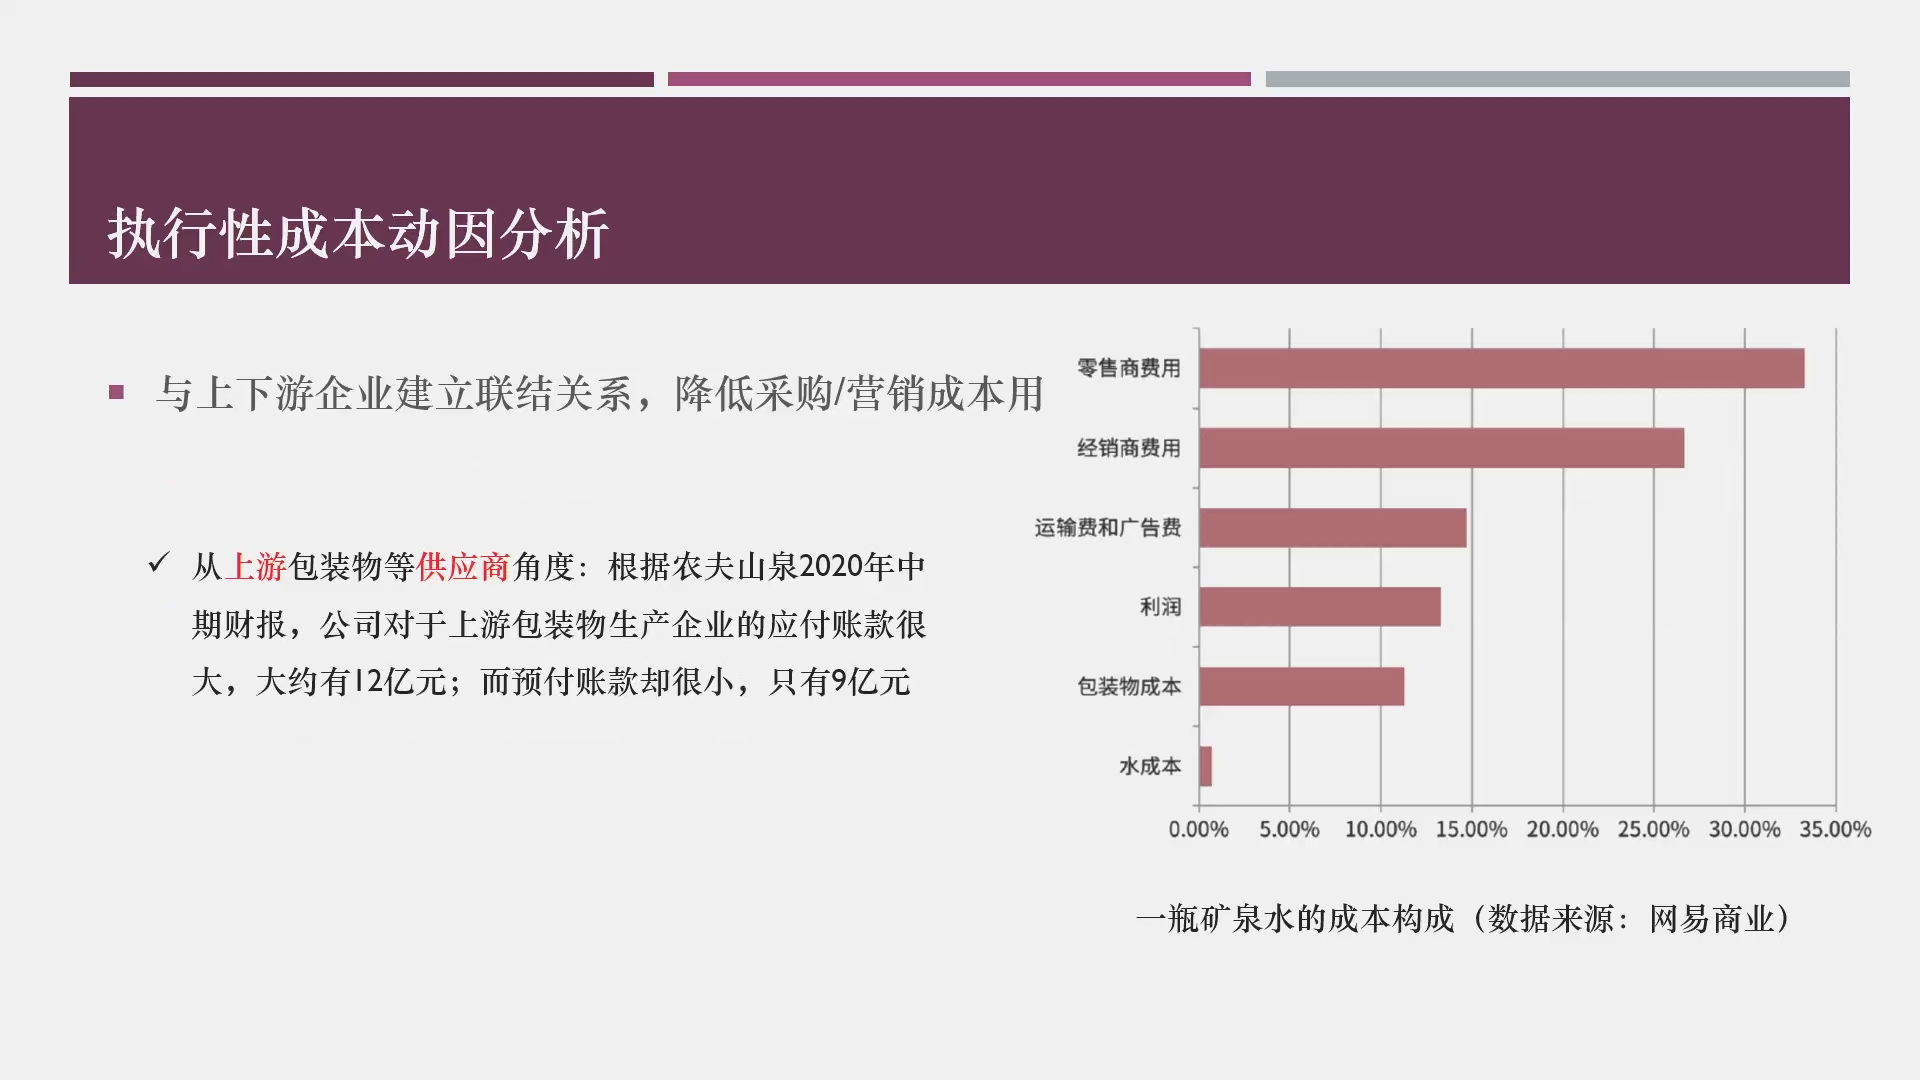 执行性成本动因分析
与上下游企业建立联结关系，降低采购/营销成本用
从上游包装物等供应商角度：根据农夫山泉2020年中
期财报，公司对于上游包装物生产企业的应付账款很
大，大约有12亿元；而预付账款却很小，只有9亿元
零售商费用
经销商费用
运输费和广告费
利润
包装物成本
水成本
0.00% 5.00% 10.00% 15.00% 20.00% 25.00% 30.00% 35.00%
一瓶矿泉水的成本构成（数据来源：网易商业）